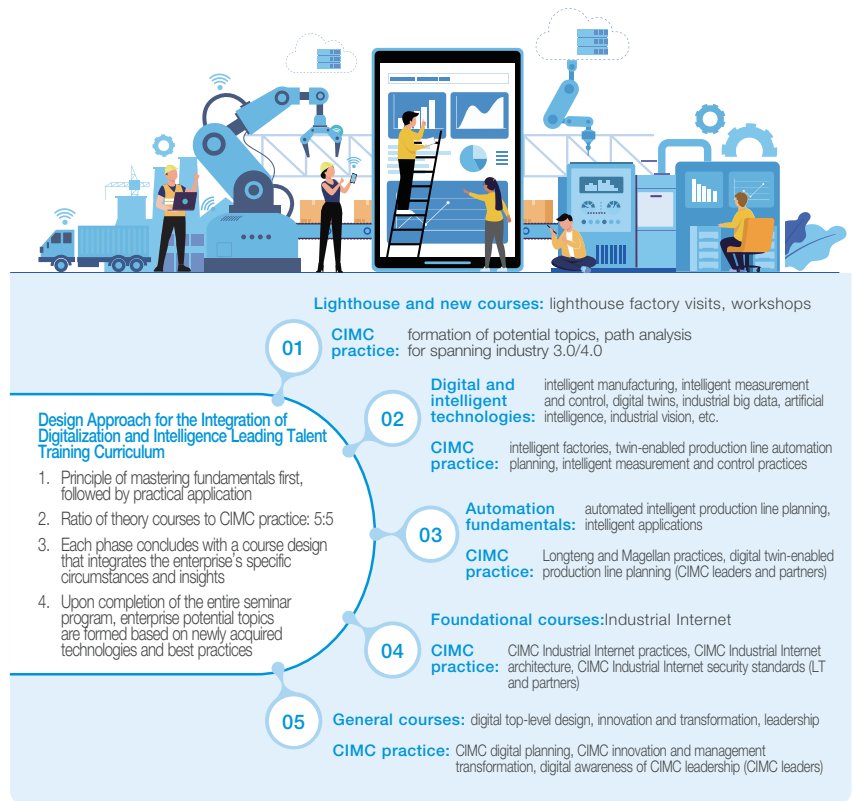 Lighthouse and new courses: lighthouse factory visits, workshops
01
CIMC practice: formation of potential topics, path analysis
for spanning industry 3.0/4.0
Design Approach for the Integration of
Digitalization and Intelligence Leading Talent
Training Curriculum
1. Principle of mastering fundamentals first,
followed by practical application
2. Ratio of theory courses to CIMC practice: 5:5
3. Each phase concludes with a course design
that integrates the enterprise's specific
circumstances and insights
4. Upon completion of the entire seminar
program, enterprise potential topics
are formed based on newly acquired
technologies and best practices
02
Digital and intelligent technologies: intelligent manufacturing, intelligent measurement
and control, digital twins, industrial big data, artificial
intelligence, industrial vision, etc.
CIMC practice: intelligent factories, twin-enabled production line automation
planning, intelligent measurement and control practices
03
Automation fundamentals: automated intelligent production line planning,
intelligent applications
CIMC practice: Longteng and Magellan practices, digital twin-enabled
production line planning (CIMC leaders and partners)
04
Foundational courses:Industrial Internet
CIMC practice: CIMC Industrial Internet practices, CIMC Industrial Internet
architecture, CIMC Industrial Internet security standards (LT
and partners)
05
General courses: digital top-level design, innovation and transformation, leadership
CIMC practice: CIMC digital planning, CIMC innovation and management
transformation, digital awareness of CIMC leadership (CIMC leaders)